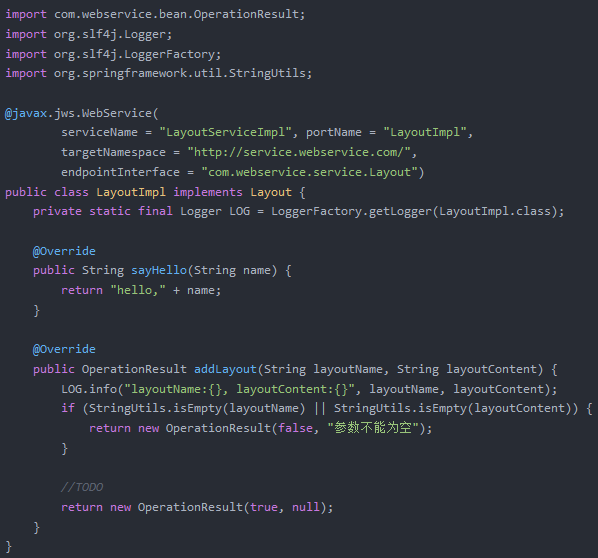 import com.webservice.bean.OperationResult;
import org.slf4j.Logger;
import org.slf4j.LoggerFactory;
import org.springframework.util.StringUtils;

@javax.jws.WebService(
        serviceName = "LayoutServiceImpl", portName = "LayoutImpl",
        targetNamespace = "http://service.webservice.com/",
        endpointInterface = "com.webservice.service.Layout")
public class LayoutImpl implements Layout {
    private static final Logger LOG = LoggerFactory.getLogger(LayoutImpl.class);

    @Override
    public String sayHello(String name) {
        return "hello," + name;
    }

    @Override
    public OperationResult addLayout(String layoutName, String layoutContent) {
        LOG.info("layoutName:{}, layoutContent:{}", layoutName, layoutContent);
        if (StringUtils.isEmpty(layoutName) || StringUtils.isEmpty(layoutContent)) {
            return new OperationResult(false, "参数不能为空");
        }

        //TODO
        return new OperationResult(true, null);
    }
}